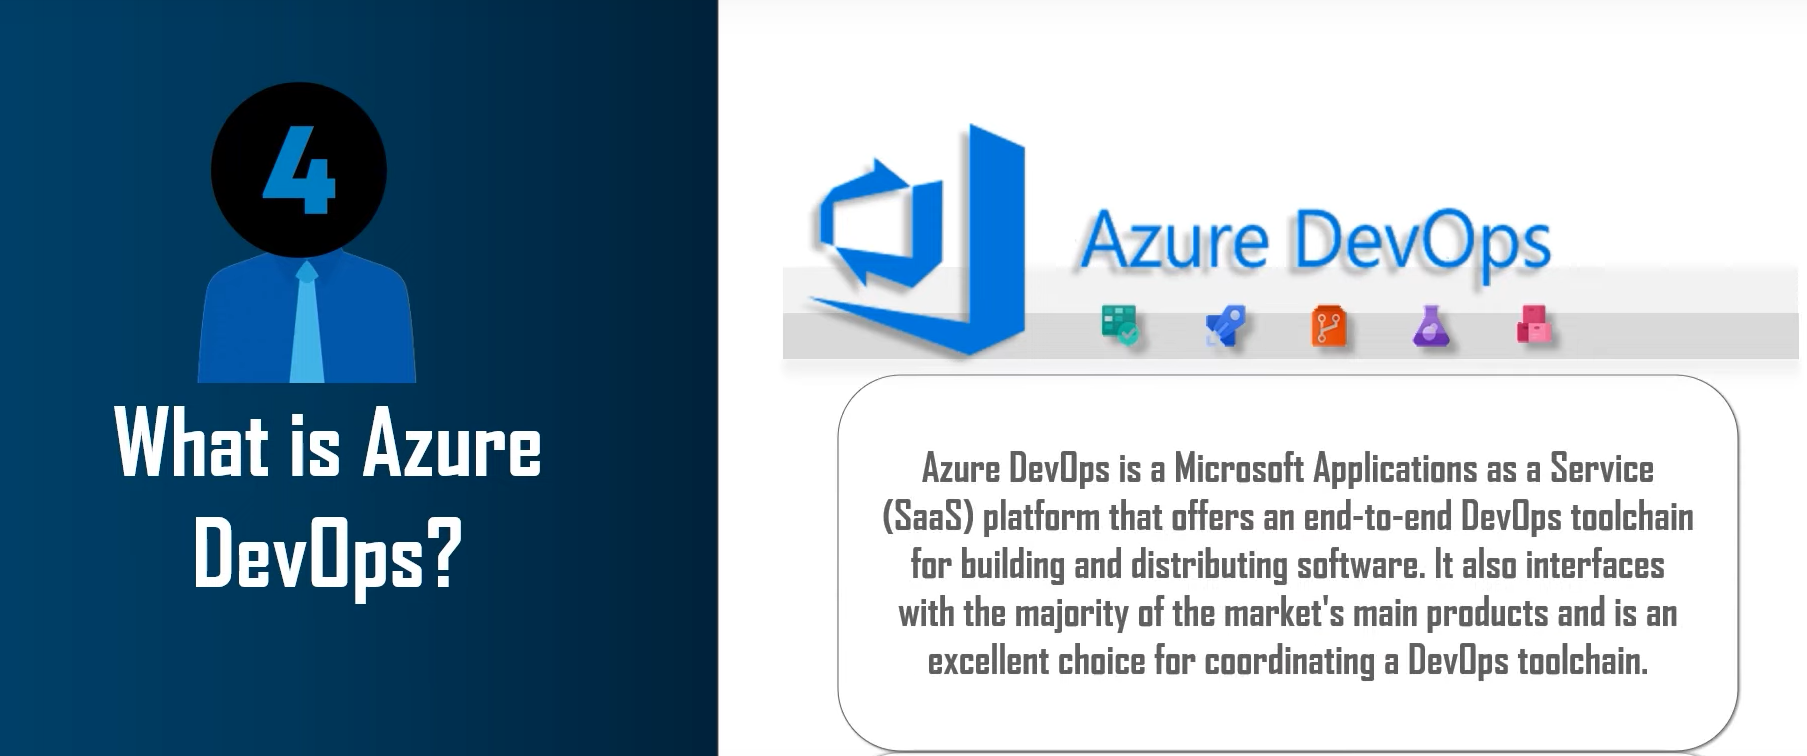 4
What is Azure
DevOps?
Azure DevOps
Azure DevOps is a Microsoft Applications as a Service
(SaaS) platform that offers an end-to-end DevOps toolchain
for building and distributing software. It also interfaces
with the majority of the market's main products and is an
excellent choice for coordinating a DevOps toolchain.